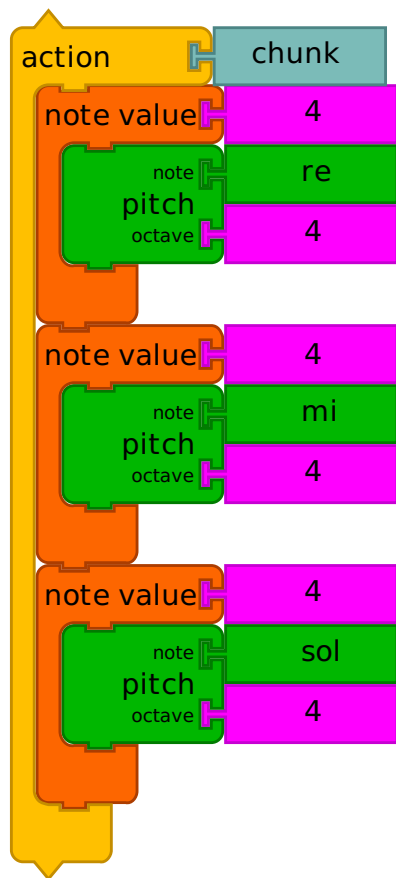 action chunk
note value 4
note re
pitch
octave 4
note value 4
note mi
pitch
octave 4
note value 4
note sol
pitch
octave 4